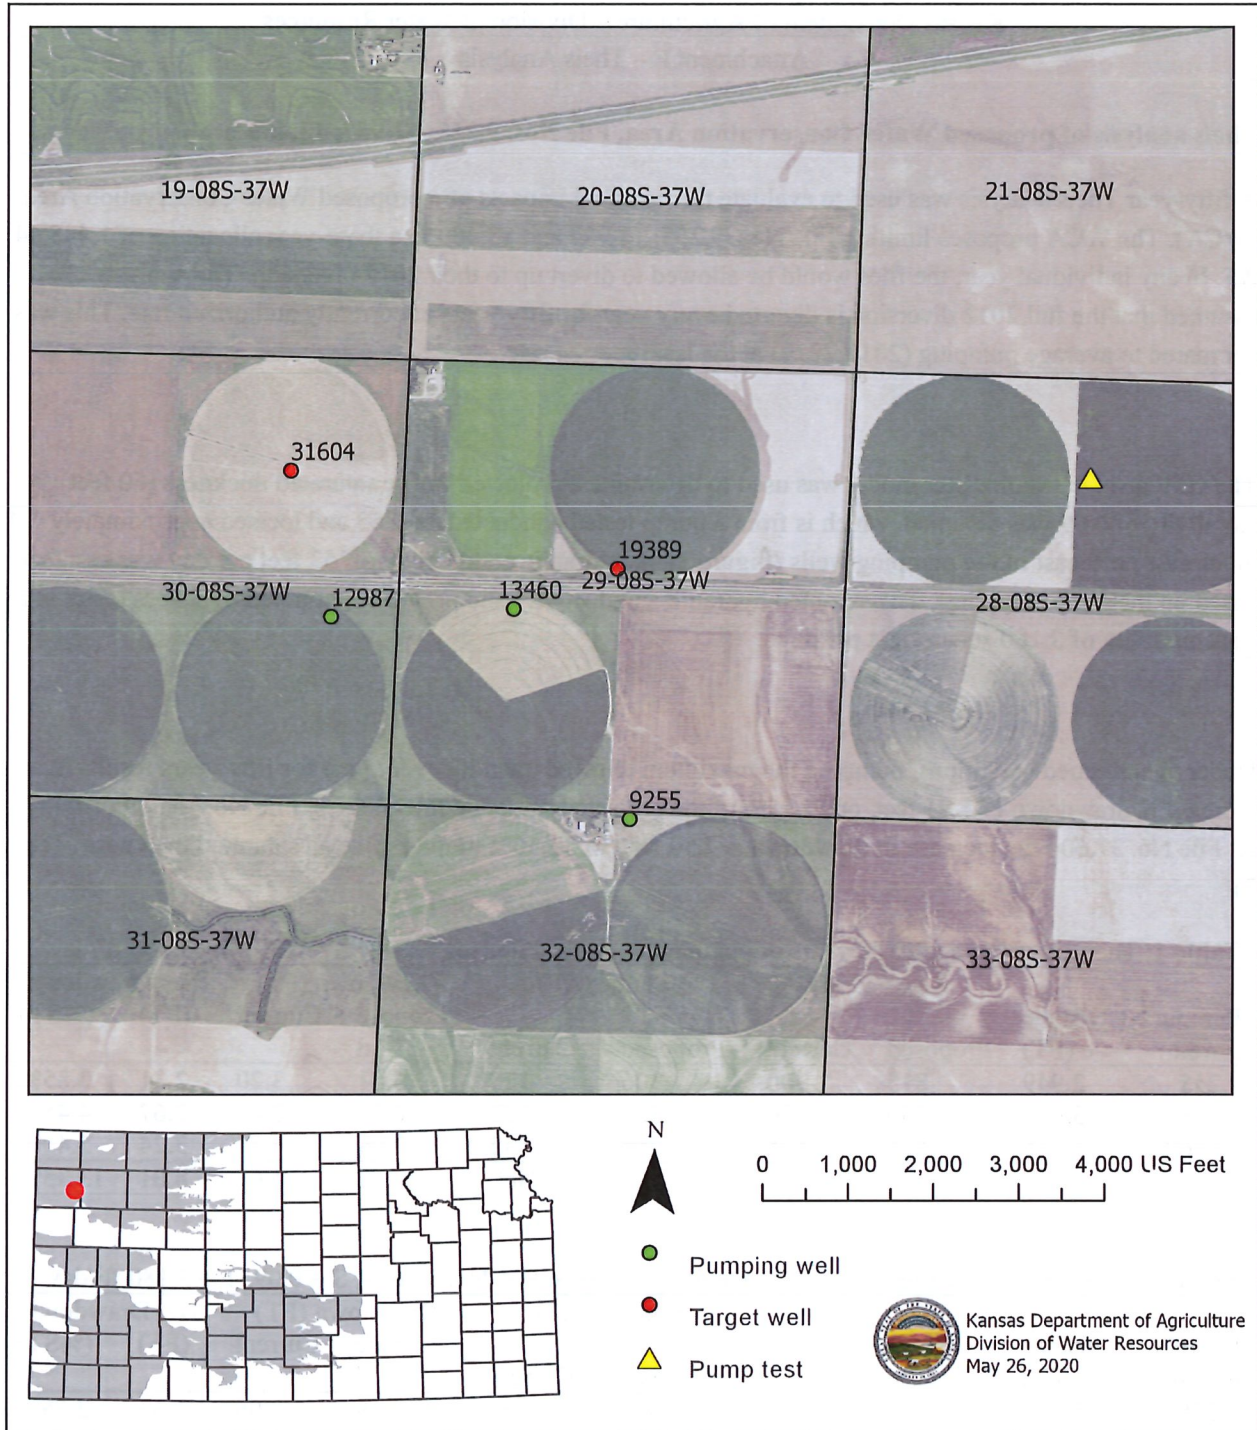 19-08S-37W
20-08S-37W
21-08S-37W
31604
19389
29-08S-37W
30-08S-37W
12987
13460
28-08S-37W
9255
31-08S-37W
32-08S-37W
33-08S-37W
N
0 1,000 2,000 3,000 4,000 US Feet
Pumping well
Target well
Pump test
Kansas Department of Agriculture
Division of Water Resources
May 26, 2020